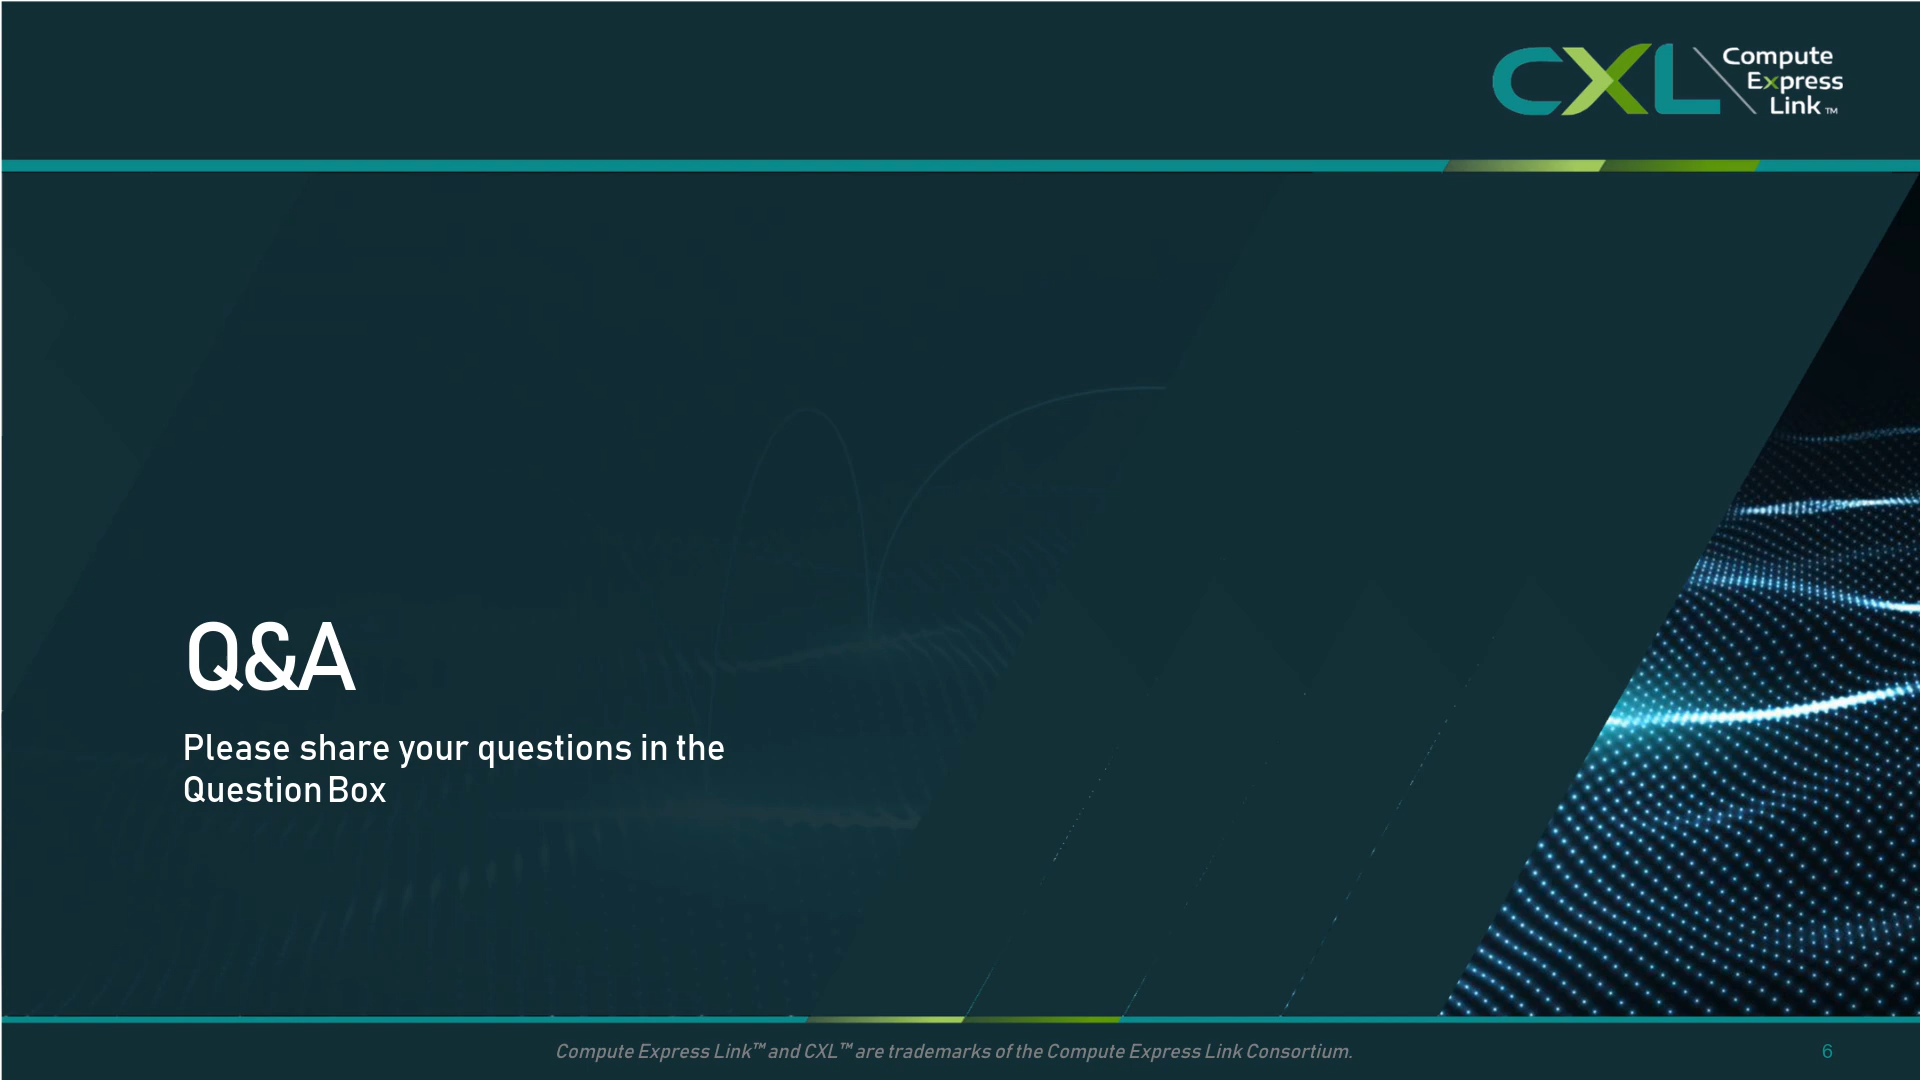 CXL
Compute
Express
Link™
Q&A
Please share your questions in the
Question Box
Compute Express Link™ and CXL™ are trademarks of the Compute Express Link Consortium.
6